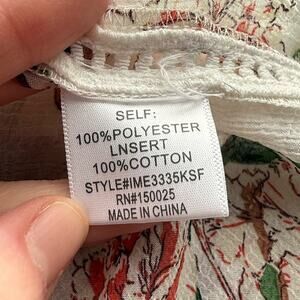 SELF:
100%POLYESTER
LNSERT
100%COTTON
STYLE#IME3335KSF
RN#150025
MADE IN CHINA